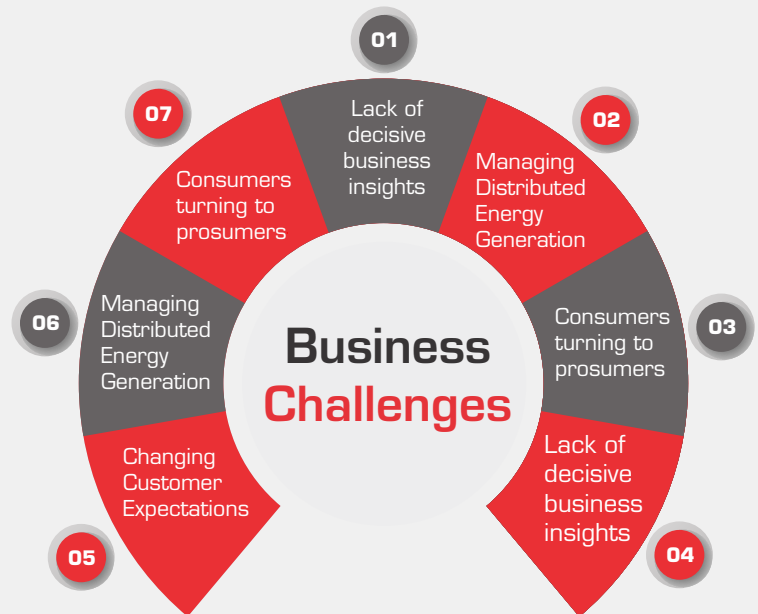 01
Lack of
decisive
business
insights
02
Managing
Distributed
Energy
Generation
03
Consumers
turning to
prosumers
04
Lack of
decisive
business
insights
05
Changing
Customer
Expectations
06
Managing
Distributed
Energy
Generation
07
Consumers
turning to
prosumers
Business
Challenges